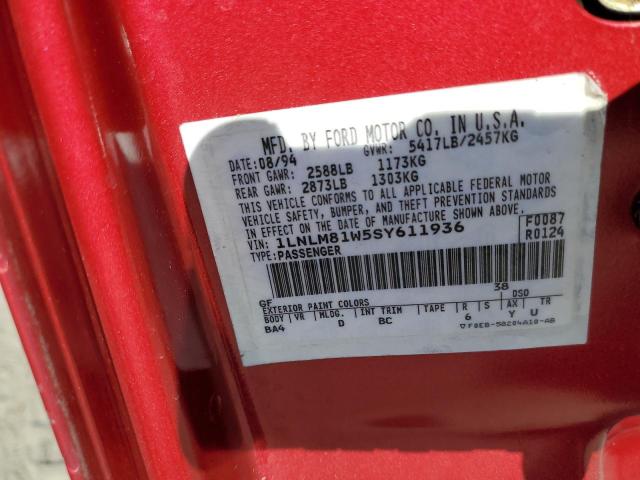 MFD. BY FORD MOTOR CO. IN U.S.A.
DATE: 08/94 GVWR: 5417LB/2457KG
FRONT GAWR: 2588LB 1173KG
REAR GAWR: 2873LB 1303KG
THIS VEHICLE CONFORMS TO ALL APPLICABLE FEDERAL MOTOR
VEHICLE SAFETY, BUMPER, AND THEFT PREVENTION STANDARDS
IN EFFECT ON THE DATE OF MANUFACTURE SHOWN ABOVE.
VIN: 1LNLM81W5SY611936 F0087
TYPE: PASSENGER R0124
GF 38
EXTERIOR PAINT COLORS DSO
BODY VR MLDG. INT TRIM TAPE R S AX TR
BA4 D BC 6 Y U
F0EB-58204A10-AB